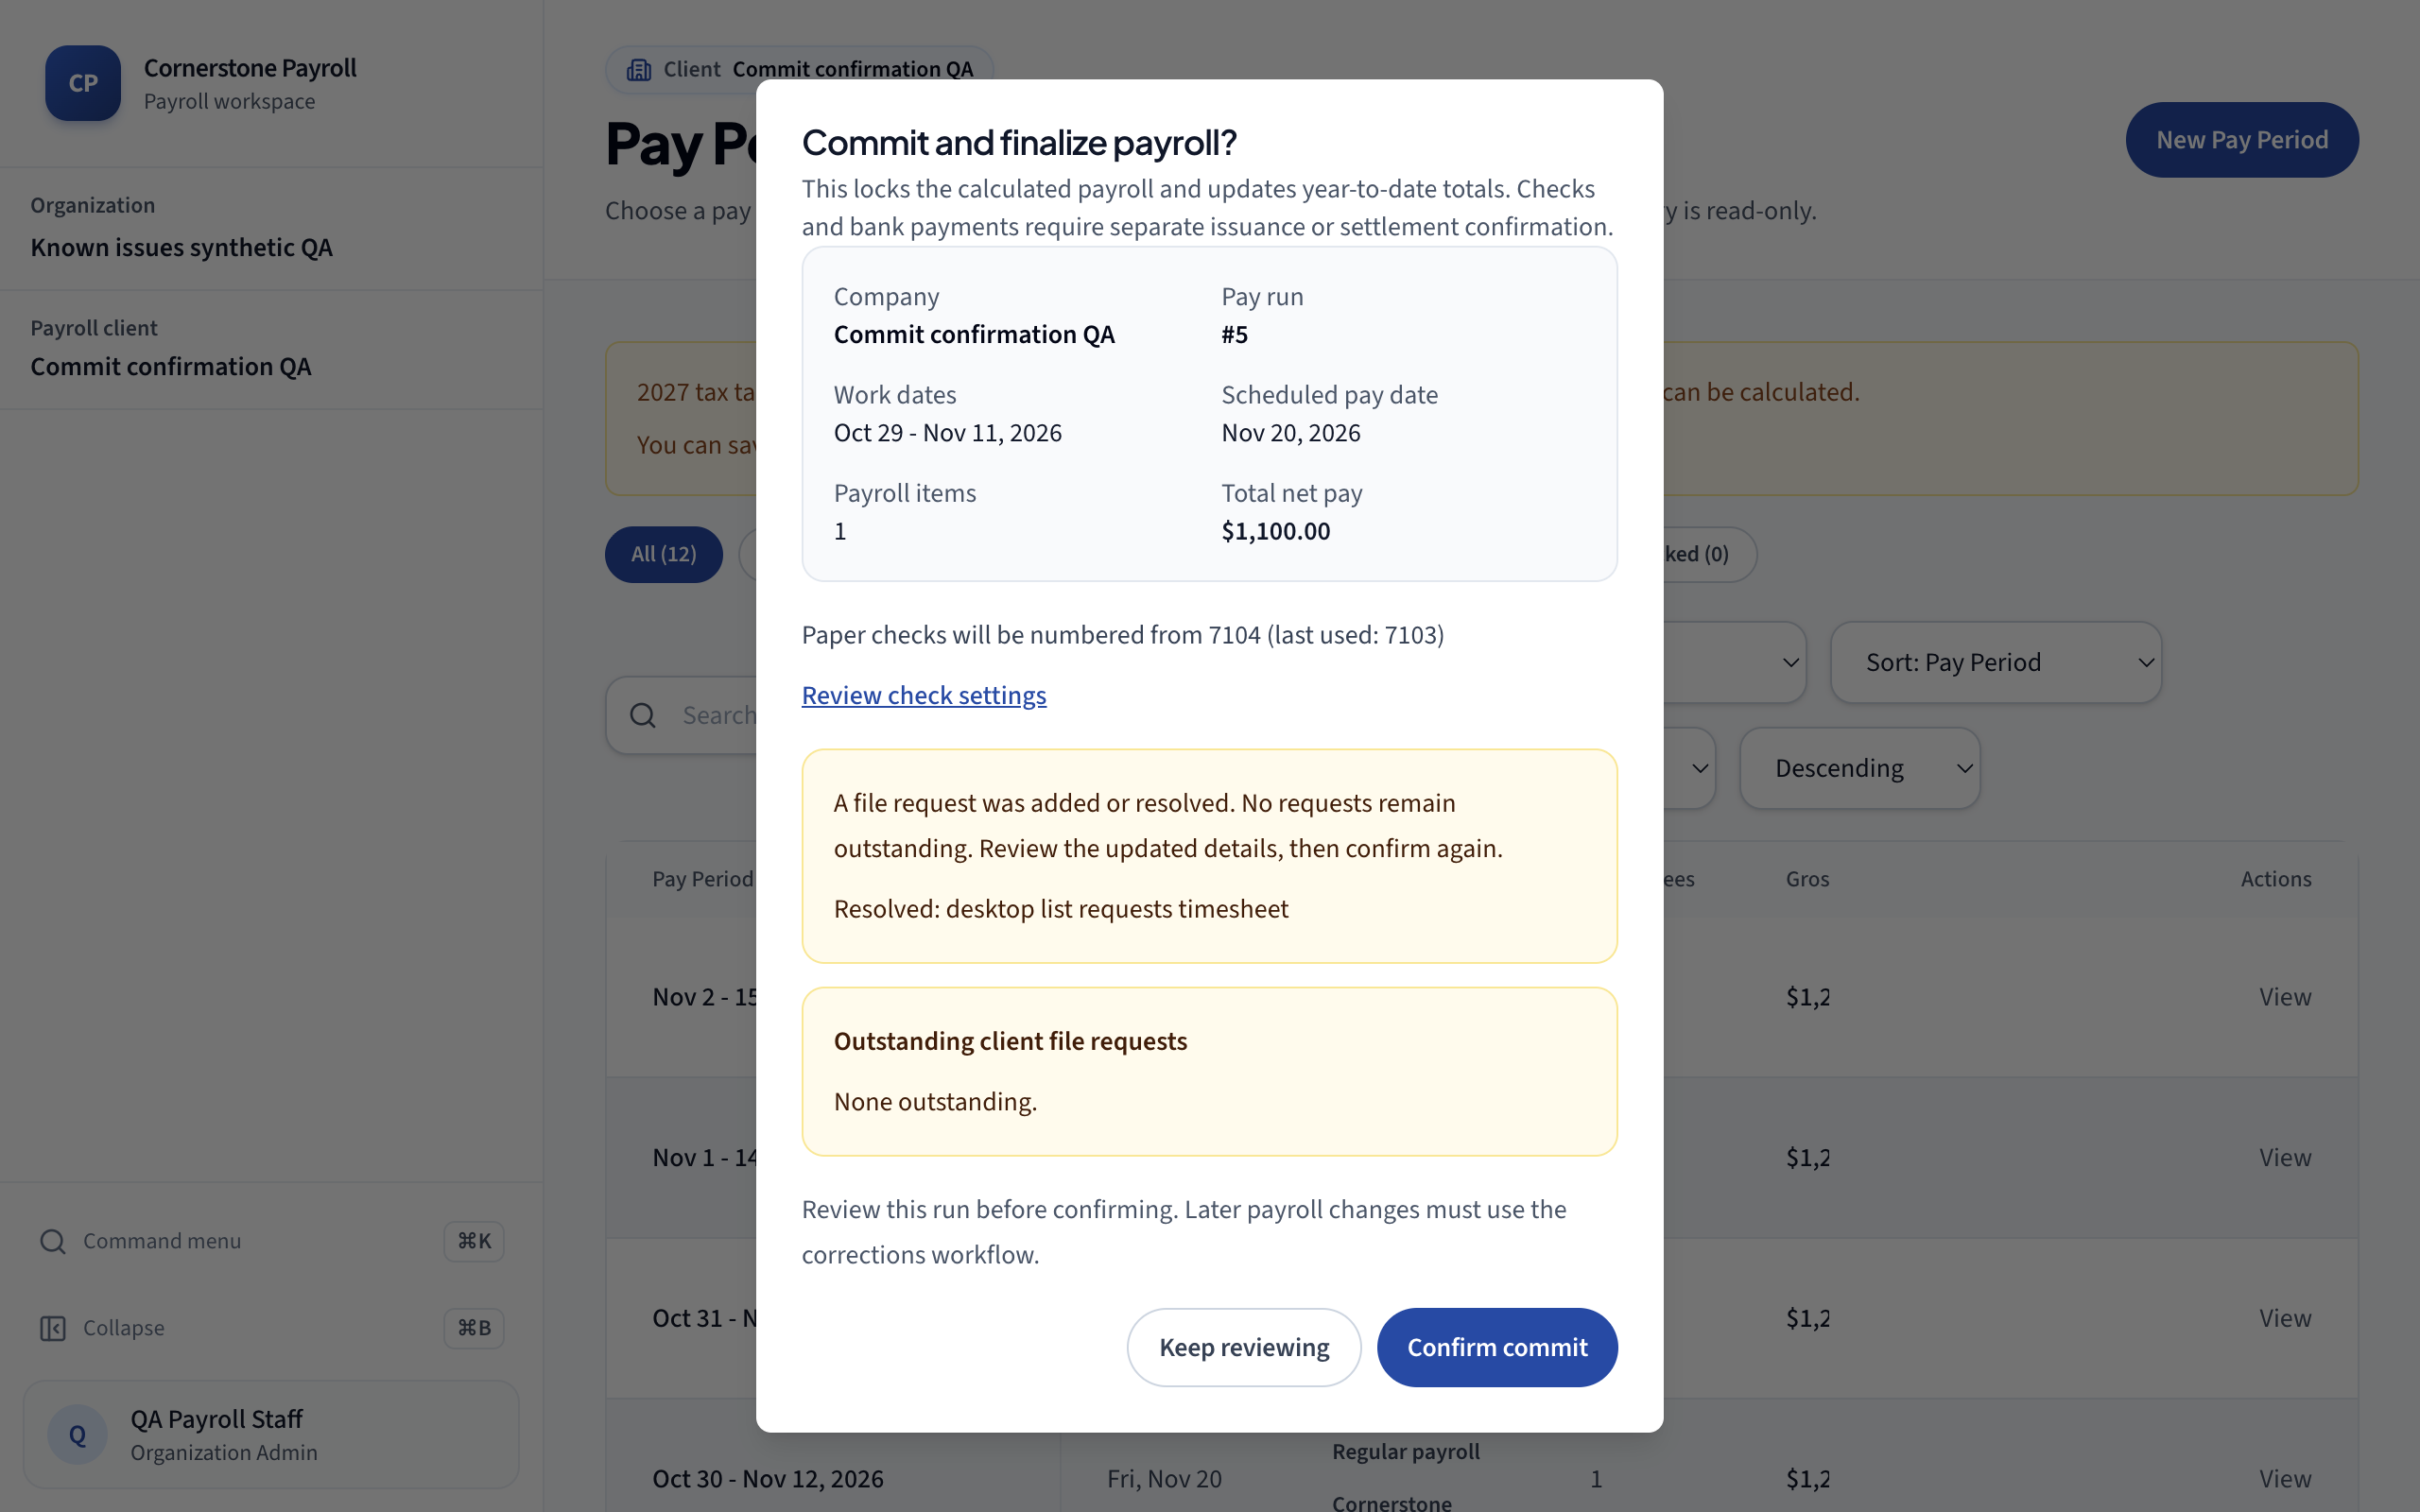 CP
Cornerstone Payroll
Payroll workspace
Organization
Known issues synthetic QA
Payroll client
Commit confirmation QA
Command menu
⌘K
Collapse
⌘B
Q
QA Payroll Staff
Organization Admin
Client Commit confirmation QA
Pay
New Pay Period
Choose a pay
is read-only.
2027 tax
can be calculated.
You can
All (12)
(0)
Search
Sort: Pay Period
Descending
Pay Period
Actions
Nov 2 - 15
$1,2
View
Nov 1 - 14
$1,2
View
Oct 31 -
$1,2
View
Oct 30 - Nov 12, 2026
Fri, Nov 20
Regular payroll
Cornerstone
1
$1,2
View
Commit and finalize payroll?
This locks the calculated payroll and updates year-to-date totals. Checks
and bank payments require separate issuance or settlement confirmation.
Company
Commit confirmation QA
Pay run
#5
Work dates
Oct 29 - Nov 11, 2026
Scheduled pay date
Nov 20, 2026
Payroll items
1
Total net pay
$1,100.00
Paper checks will be numbered from 7104 (last used: 7103)
Review check settings
A file request was added or resolved. No requests remain
outstanding. Review the updated details, then confirm again.
Resolved: desktop list requests timesheet
Outstanding client file requests
None outstanding.
Review this run before confirming. Later payroll changes must use the
corrections workflow.
Keep reviewing
Confirm commit